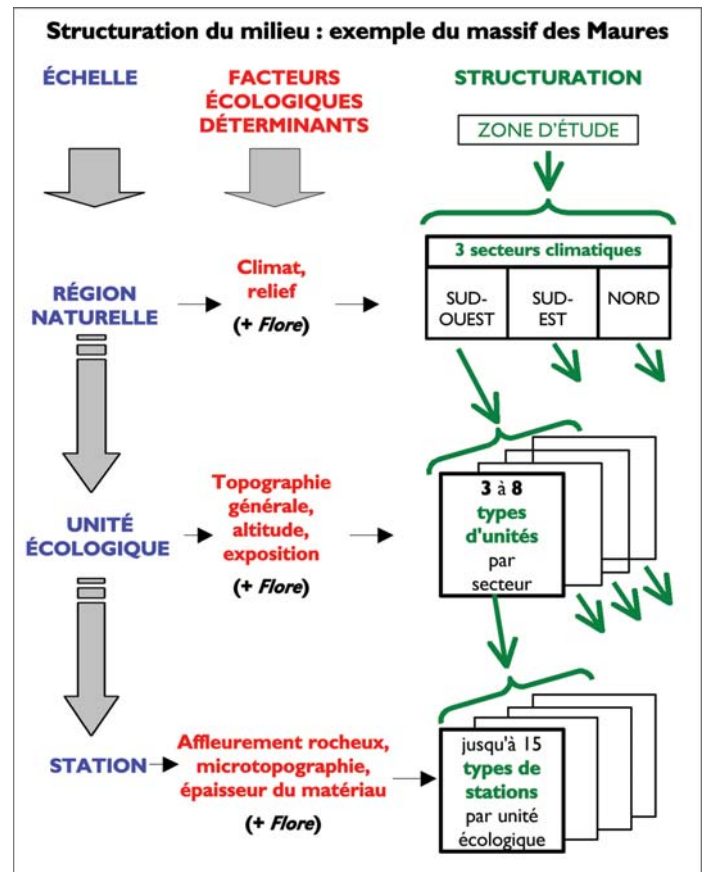 Structuration du milieu : exemple du massif des Maures
ÉCHELLE
FACTEURS
ÉCOLOGIQUES
DÉTERMINANTS
STRUCTURATION
ZONE D'ÉTUDE
3 secteurs climatiques
SUD-
OUEST
SUD-
EST
NORD
RÉGION
NATURELLE
Climat,
relief
(+ Flore)
UNITÉ
ÉCOLOGIQUE
Topographie
générale,
altitude,
exposition
(+ Flore)
3 à 8
types
d'unités
par
secteur
STATION
Affleurement rocheux,
microtopographie,
épaisseur du matériau
(+ Flore)
jusqu'à 15
types de
stations
par unité
écologique